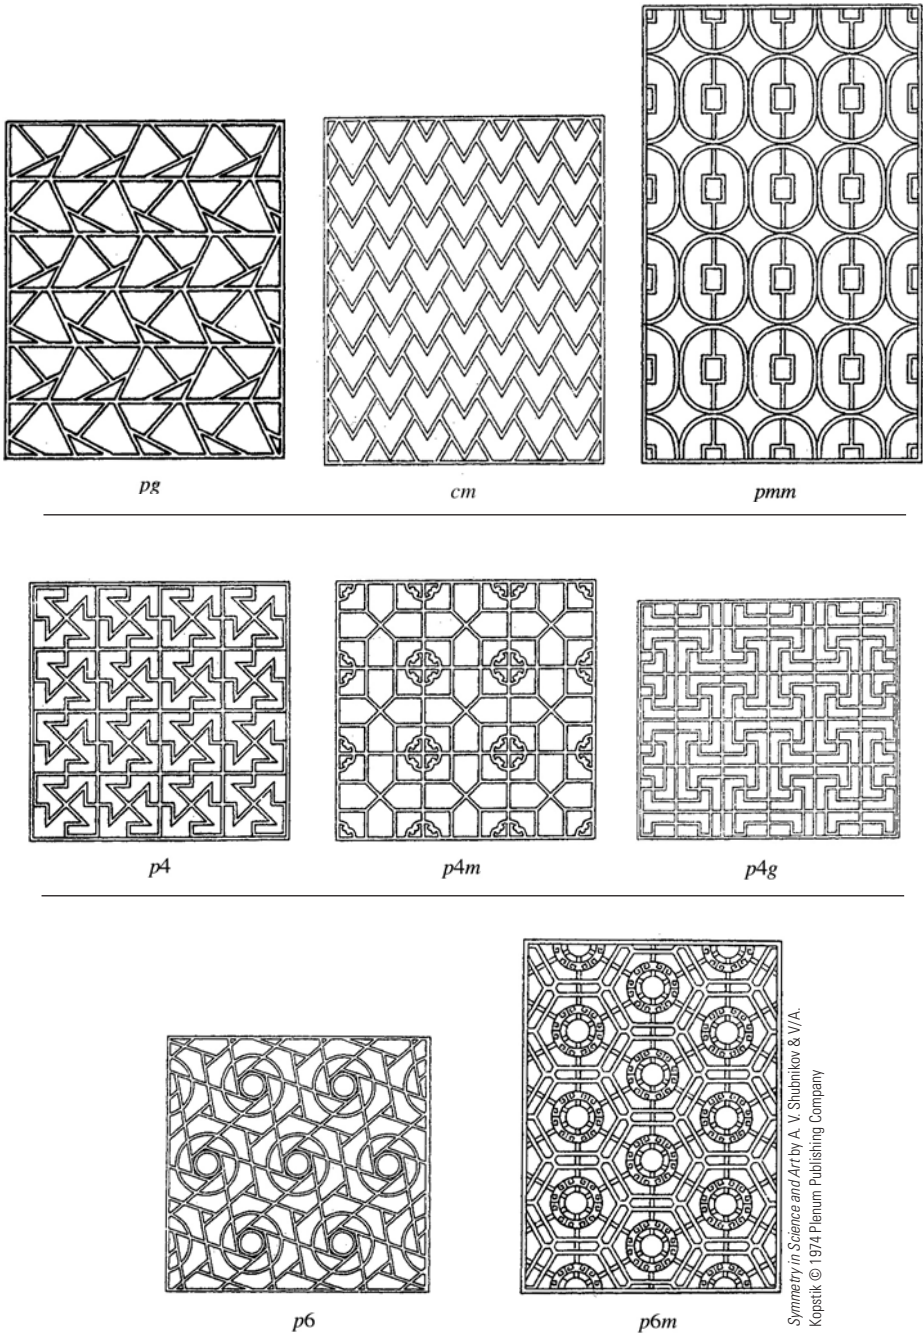 pg
cm
pmm
p4
p4m
p4g
p6
p6m
Symmetry in Science and Art by A. V. Shubnikov & V/A.
Kopstik © 1974 Plenum Publishing Company